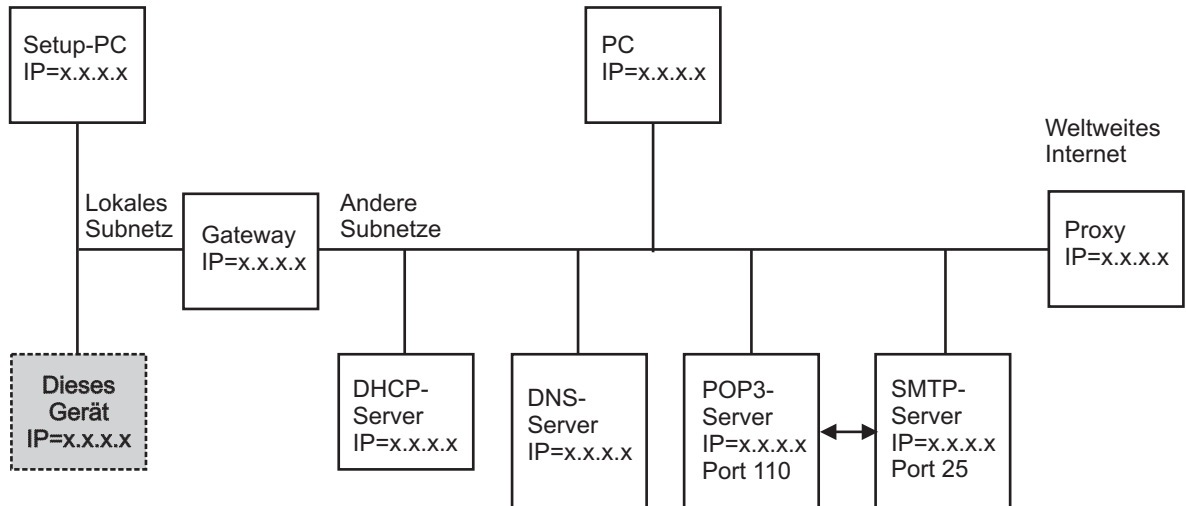 Setup-PC
IP=x.x.x.x
PC
IP=x.x.x.x
Weltweites
Internet
Lokales
Subnetz
Gateway
IP=x.x.x.x
Andere
Subnetze
Proxy
IP=x.x.x.x
Dieses
Gerät
IP=x.x.x.x
DHCP-
Server
IP=x.x.x.x
DNS-
Server
IP=x.x.x.x
POP3-
Server
IP=x.x.x.x
Port 110
SMTP-
Server
IP=x.x.x.x
Port 25